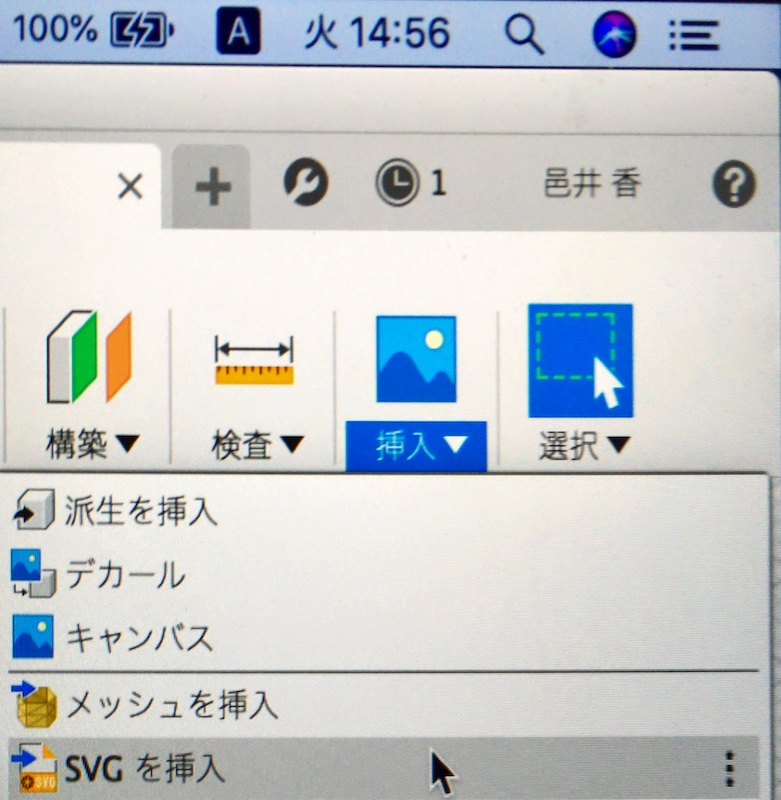 100% A 火 14:56
1 邑井 香 ?
構築▼ 検査▼ 挿入▼ 選択▼
派生を挿入
デカール
キャンバス
メッシュを挿入
SVG SVG を挿入